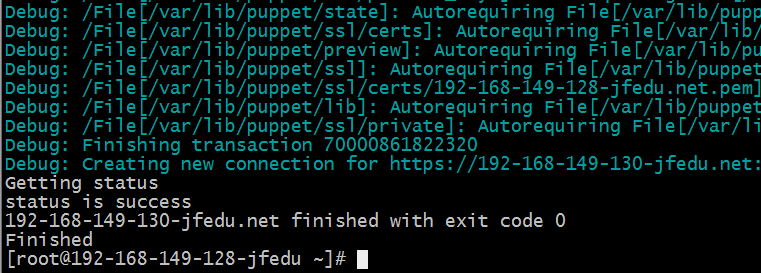 Debug: /File[/var/lib/puppet/state]: Autorequiring File[/var/lib/pupp
Debug: /File[/var/lib/puppet/ssl/certs]: Autorequiring File[/var/lib/
Debug: /File[/var/lib/puppet/preview]: Autorequiring File[/var/lib/pu
Debug: /File[/var/lib/puppet/ssl]: Autorequiring File[/var/lib/puppet
Debug: /File[/var/lib/puppet/ssl/certs/192-168-149-128-jfedu.net.pem]
Debug: /File[/var/lib/puppet/lib]: Autorequiring File[/var/lib/puppet
Debug: /File[/var/lib/puppet/ssl/private]: Autorequiring File[/var/li
Debug: Finishing transaction 70000861822320
Debug: Creating new connection for https://192-168-149-130-jfedu.net:
Getting status
status is success
192-168-149-130-jfedu.net finished with exit code 0
Finished
[root@192-168-149-128-jfedu ~]#